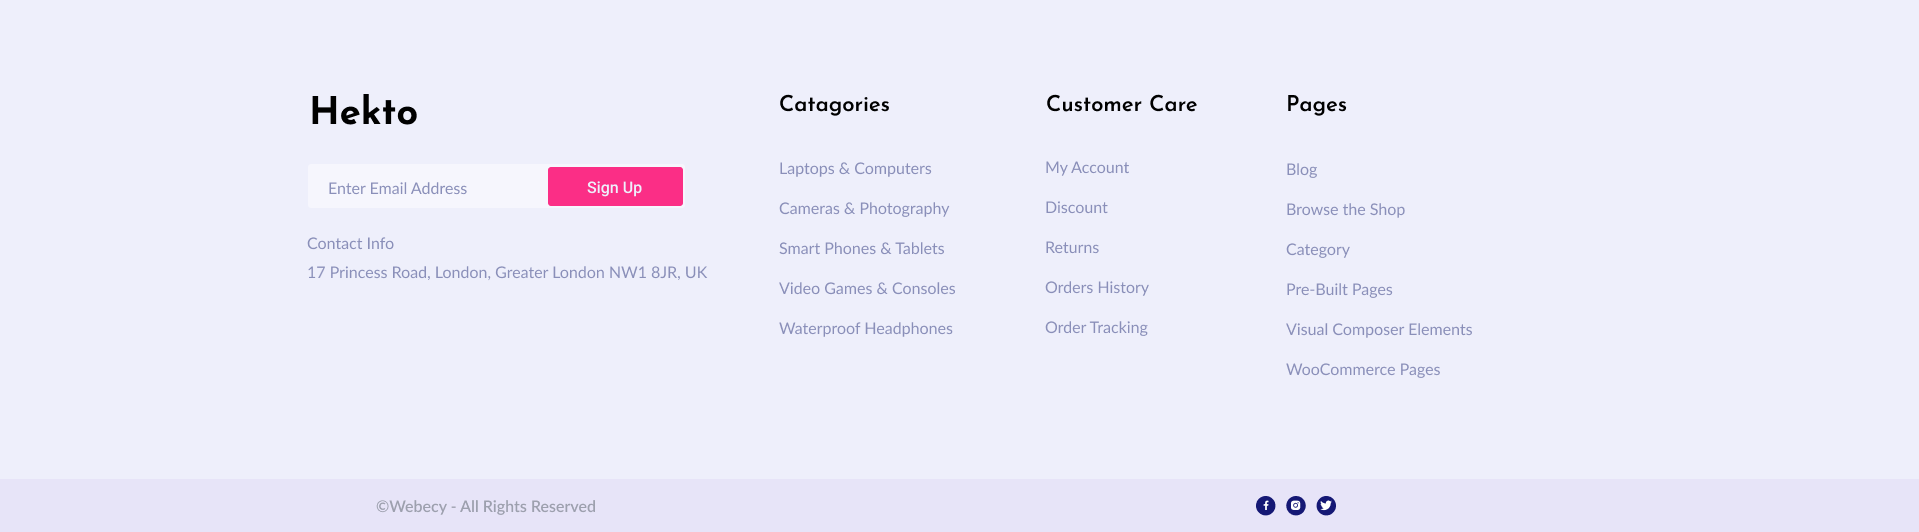 Hekto
Enter Email Address
Sign Up
Contact Info
17 Princess Road, London, Greater London NW1 8JR, UK
Catagories
Laptops & Computers
Cameras & Photography
Smart Phones & Tablets
Video Games & Consoles
Waterproof Headphones
Customer Care
My Account
Discount
Returns
Orders History
Order Tracking
Pages
Blog
Browse the Shop
Category
Pre-Built Pages
Visual Composer Elements
WooCommerce Pages
©Webecy - All Rights Reserved